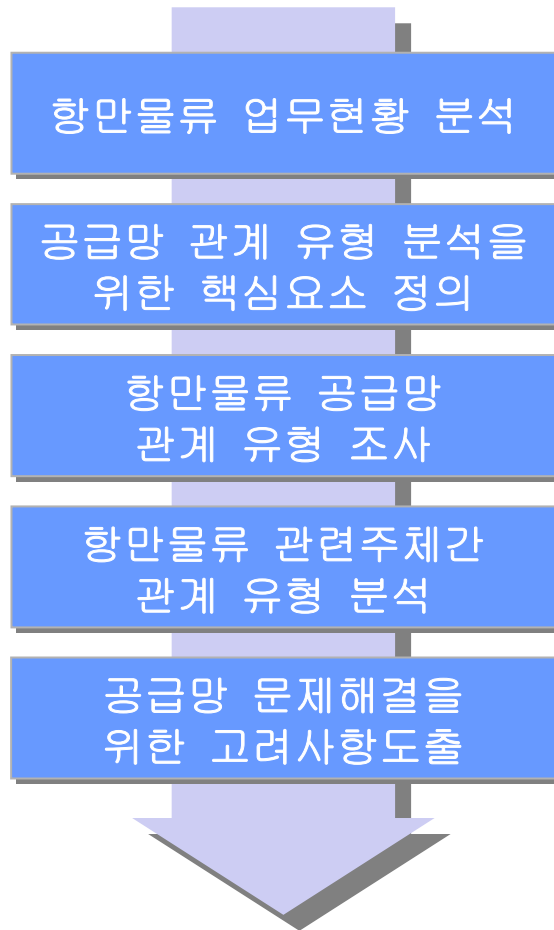 항만물류 업무현황 분석
공급망 관계 유형 분석을
위한 핵심요소 정의
항만물류 공급망
관계 유형 조사
항만물류 관련주체간
관계 유형 분석
공급망 문제해결을
위한 고려사항도출